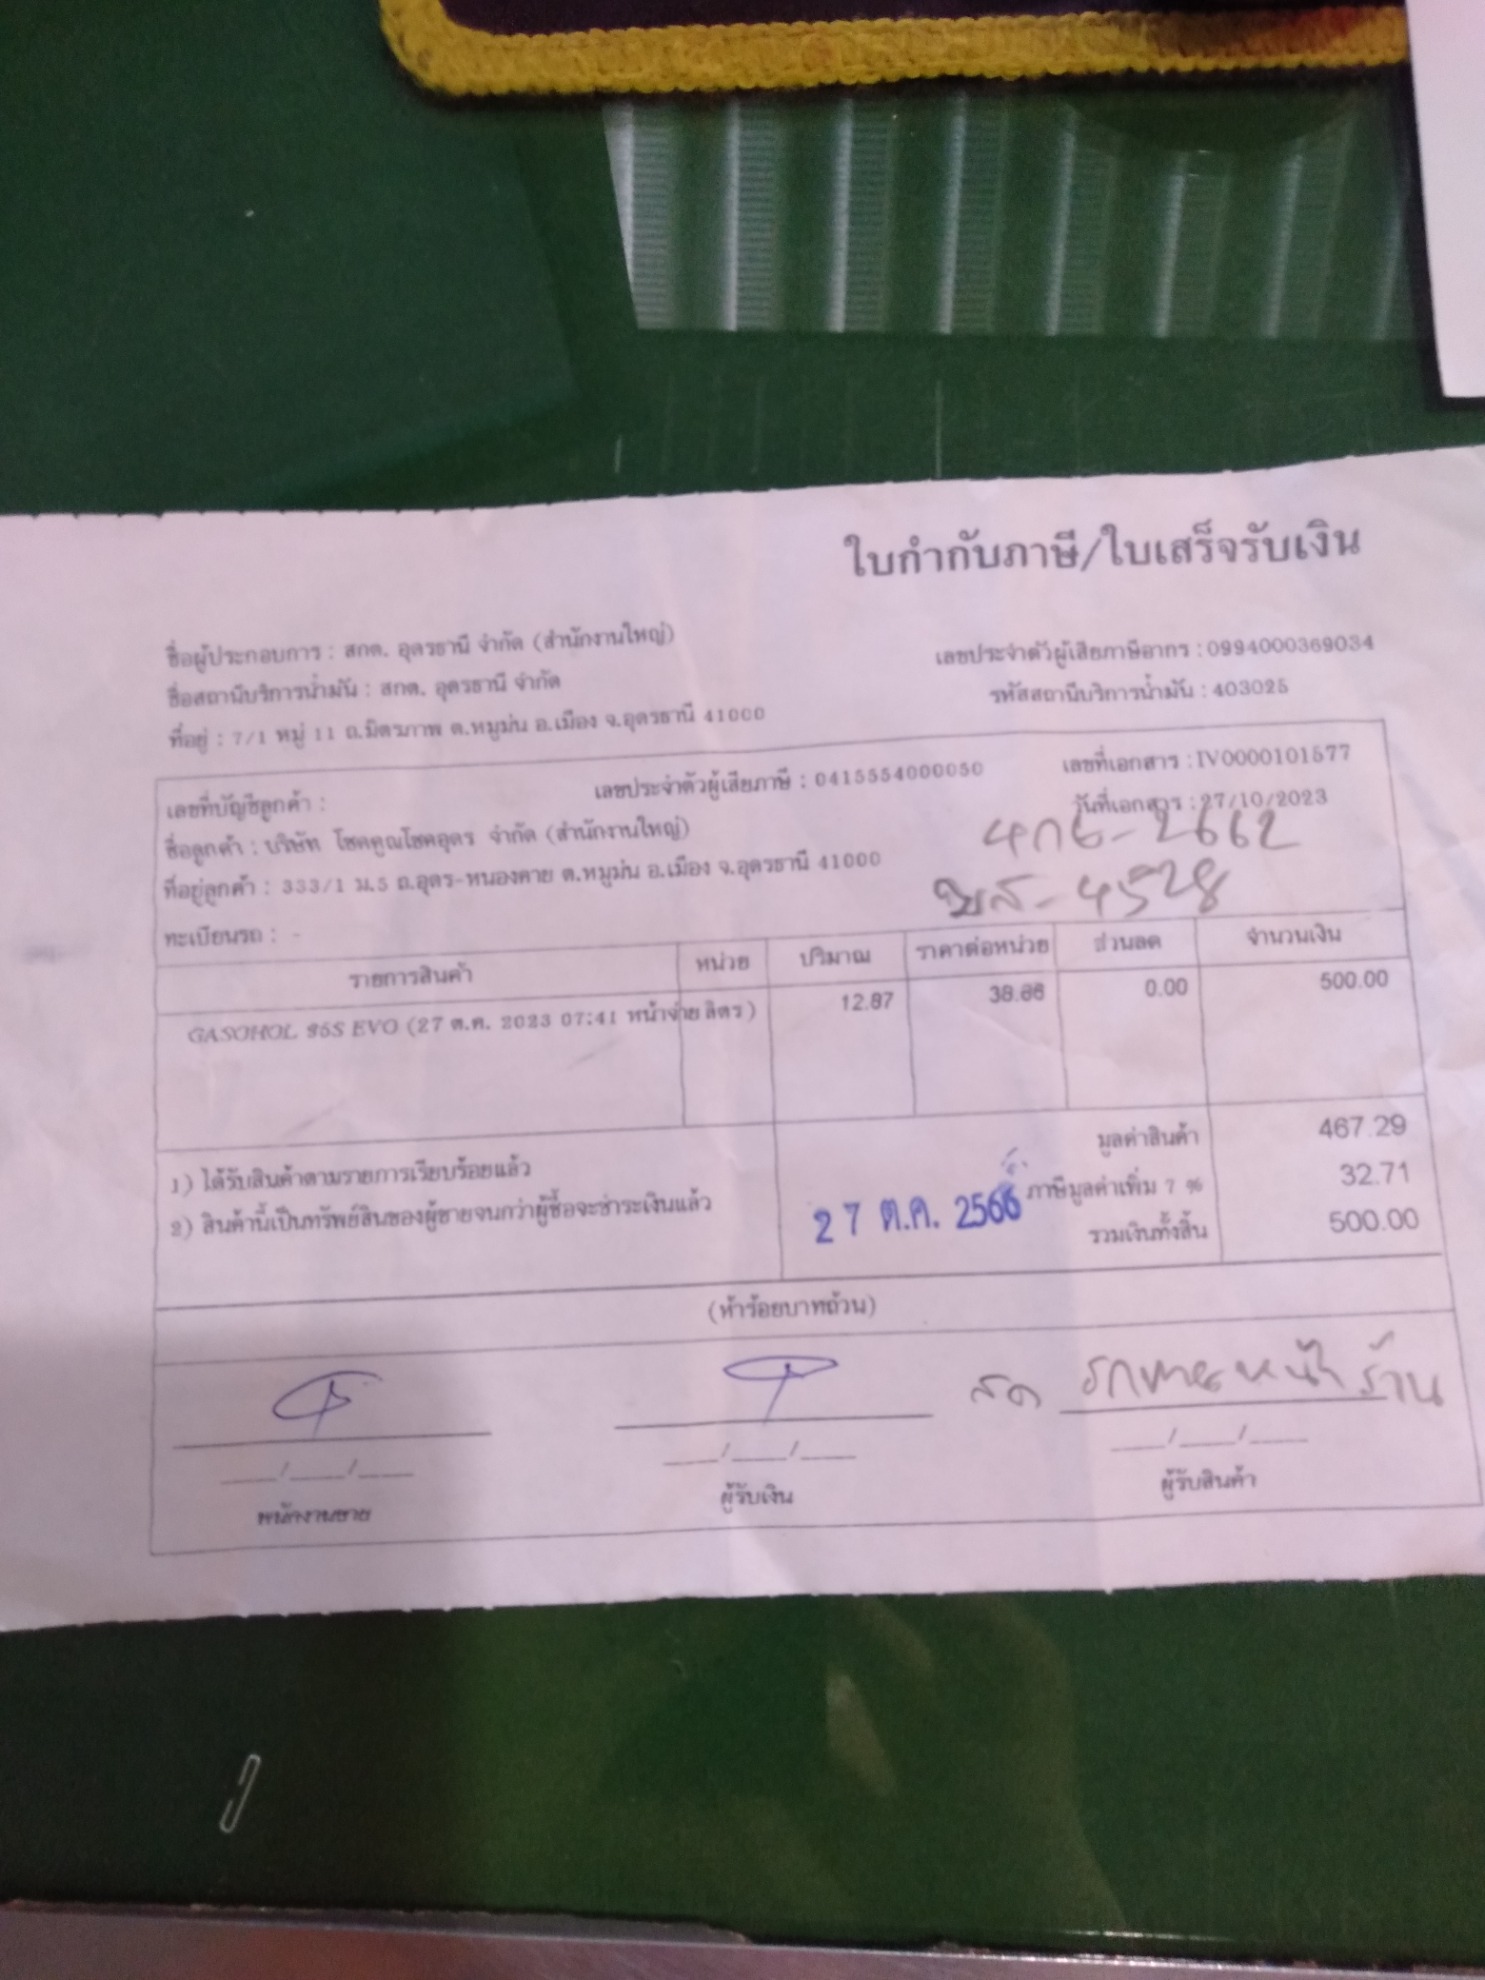 ใบกำกับภาษี/ใบเสร็จรับเงิน
ชื่อผู้ประกอบการ : สกต. อุดรธานี จำกัด (สำนักงานใหญ่)
เลขประจำตัวผู้เสียภาษีอากร : 0994000369034
ชื่อสถานีบริการน้ำมัน : สกต. อุดรธานี จำกัด
รหัสสถานีบริการน้ำมัน : 403025
ที่อยู่ : 7/1 หมู่ 11 ถ.มิตรภาพ ต.หมูม่น อ.เมือง จ.อุดรธานี 41000
เลขที่บัญชีลูกค้า :
เลขประจำตัวผู้เสียภาษี : 0415554000050
เลขที่เอกสาร : IV0000101577
วันที่เอกสาร : 27/10/2023
ชื่อลูกค้า : บริษัท โชคคูณโชคอุดร จำกัด (สำนักงานใหญ่)
2662
ที่อยู่ลูกค้า : 333/1 ม.5 ถ.อุดร-หนองคาย ต.หมูม่น อ.เมือง จ.อุดรธานี 41000
4528
ทะเบียนรถ : -
รายการสินค้า หน่วย ปริมาณ ราคาต่อหน่วย ส่วนลด จำนวนเงิน
GASOHOL 95S EVO (27 ต.ค. 2023 07:41 หน้าจ่าย ลิตร) 12.87 38.86 0.00 500.00
1) ได้รับสินค้าตามรายการเรียบร้อยแล้ว
มูลค่าสินค้า 467.29
2) สินค้านี้เป็นทรัพย์สินของผู้ขายจนกว่าผู้ซื้อจะชำระเงินแล้ว
27 ต.ค. 2566
ภาษีมูลค่าเพิ่ม 7 % 32.71
รวมเงินทั้งสิ้น 500.00
(ห้าร้อยบาทถ้วน)
สด หน้าร้าน
___/___/___ ___/___/___ ___/___/___
พนักงานขาย ผู้รับเงิน ผู้รับสินค้า